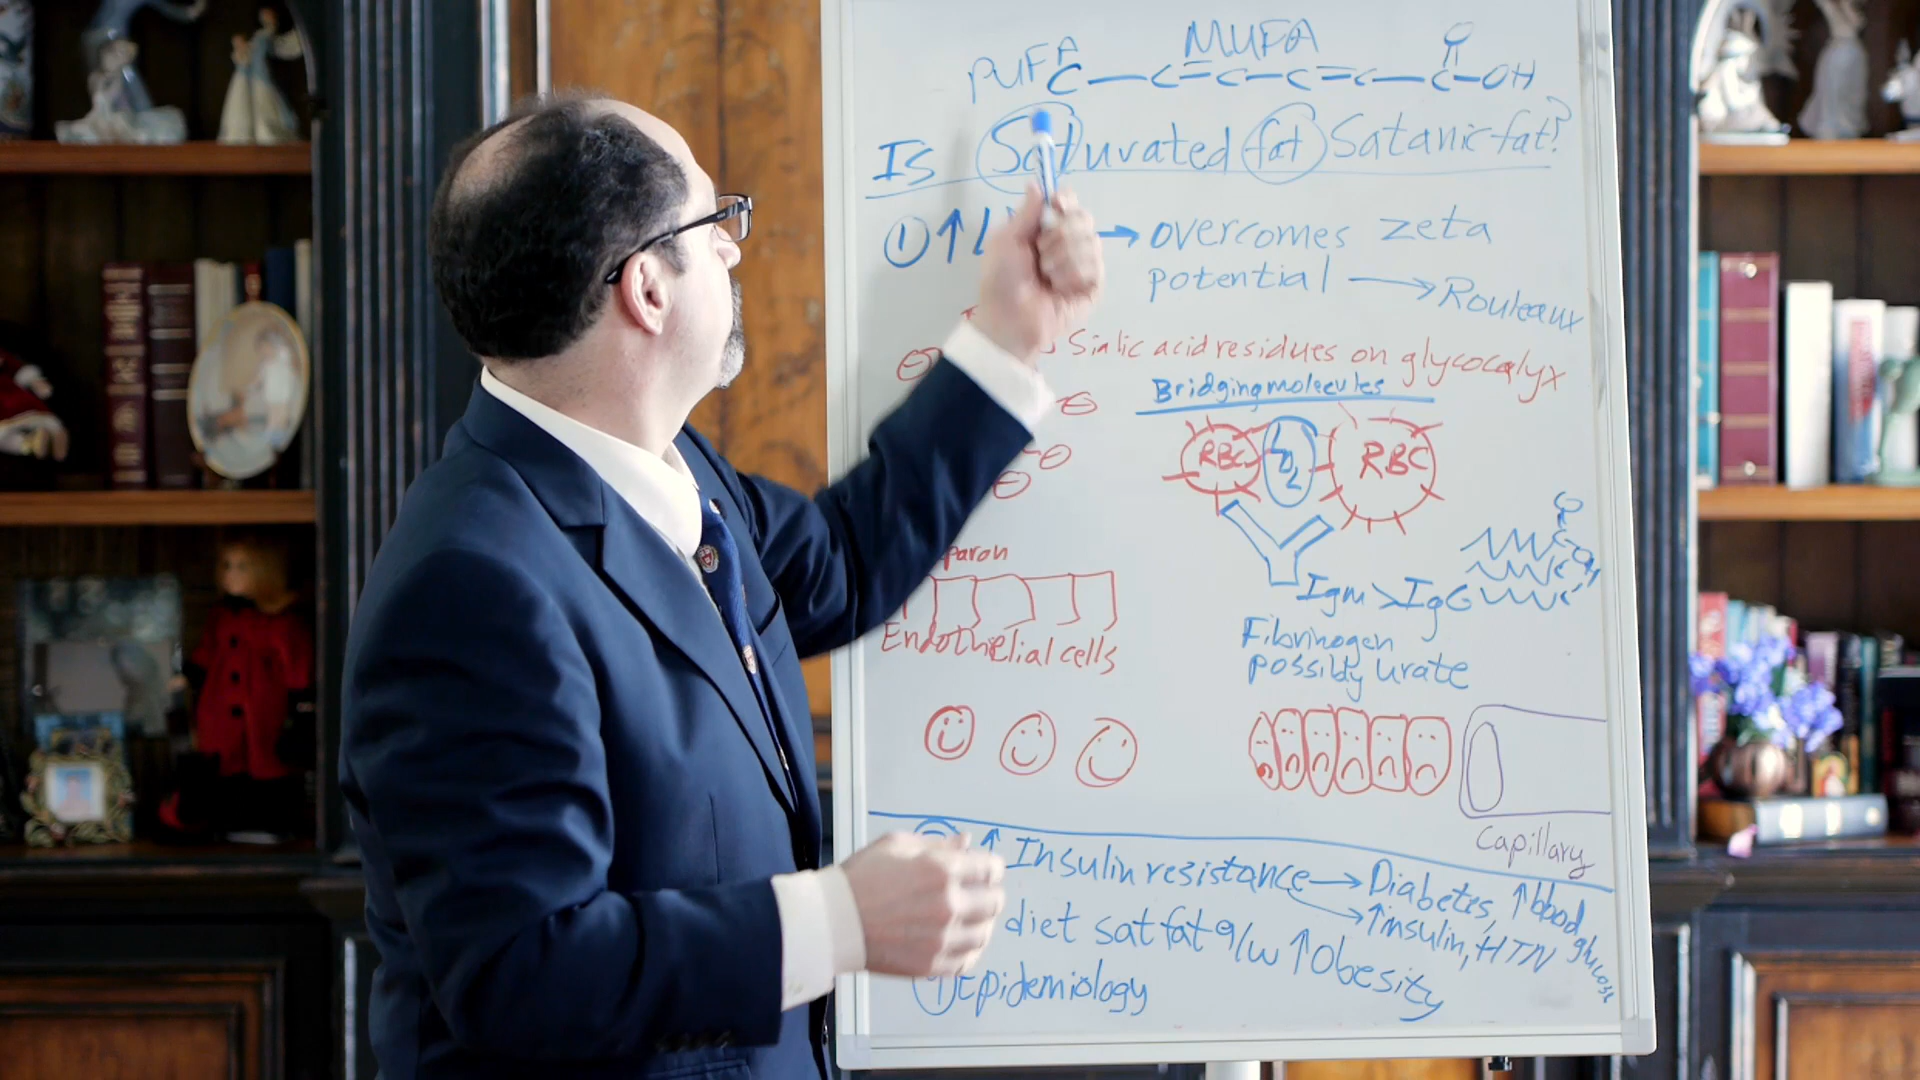 MUFA
PUFA
C — C = C — C = C — C — OH
O
Is Saturated fat Satanic fat?
① ↑ L → overcomes zeta
potential → Rouleaux
Sialic acid residues on glycocalyx
Bridging molecules
RBC RBC
IgM > IgG
Fibrinogen
possibly urate
Endothelial cells
Capillary
↑ Insulin resistance → Diabetes, ↑ blood glucose
→ ↑ insulin, HTN
diet sat fat a/w ↑ Obesity
④ Epidemiology